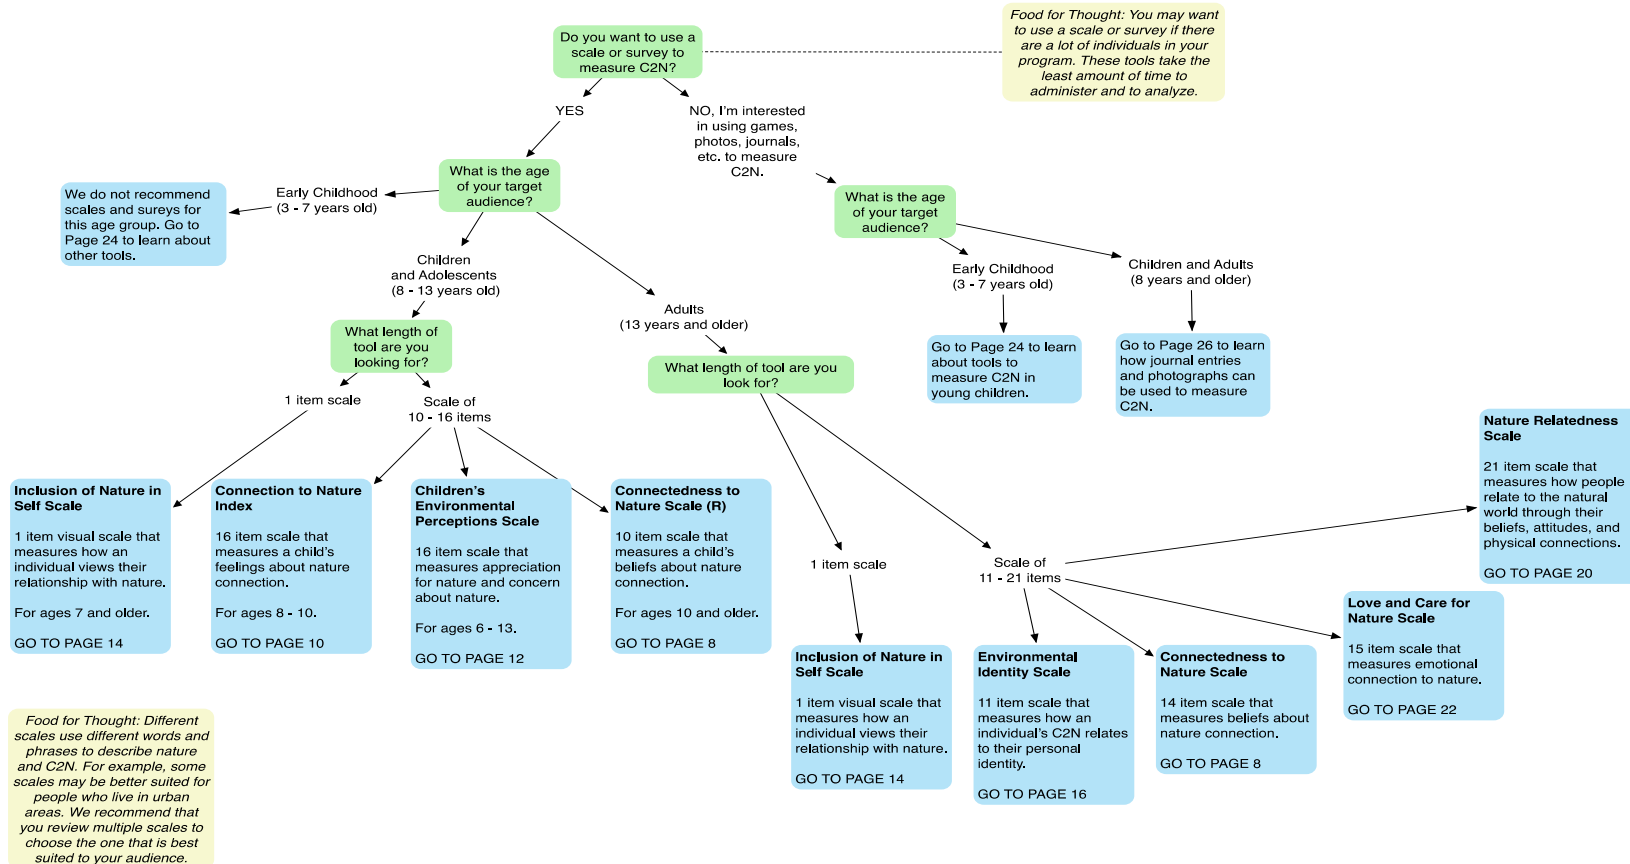 Do you want to use a
scale or survey to
measure C2N?
Food for Thought: You may want
to use a scale or survey if there
are a lot of individuals in your
program. These tools take the
least amount of time to
administer and to analyze.
YES
NO, I'm interested
in using games,
photos, journals,
etc. to measure
C2N.
What is the age
of your target
audience?
Early Childhood
(3 - 7 years old)
We do not recommend
scales and sureys for
this age group. Go to
Page 24 to learn about
other tools.
Children
and Adolescents
(8 - 13 years old)
Adults
(13 years and older)
What is the age
of your target
audience?
Early Childhood
(3 - 7 years old)
Children and Adults
(8 years and older)
Go to Page 24 to learn
about tools to
measure C2N in
young children.
Go to Page 26 to learn
how journal entries
and photographs can
be used to measure
C2N.
What length of
tool are you
looking for?
1 item scale
Scale of
10 - 16 items
What length of tool are you
look for?
1 item scale
Scale of
11 - 21 items
Inclusion of Nature in
Self Scale
1 item visual scale that
measures how an
individual views their
relationship with nature.
For ages 7 and older.
GO TO PAGE 14
Connection to Nature
Index
16 item scale that
measures a child's
feelings about nature
connection.
For ages 8 - 10.
GO TO PAGE 10
Children's
Environmental
Perceptions Scale
16 item scale that
measures appreciation
for nature and concern
about nature.
For ages 6 - 13.
GO TO PAGE 12
Connectedness to
Nature Scale (R)
10 item scale that
measures a child's
beliefs about nature
connection.
For ages 10 and older.
GO TO PAGE 8
Inclusion of Nature in
Self Scale
1 item visual scale that
measures how an
individual views their
relationship with nature.
GO TO PAGE 14
Environmental
Identity Scale
11 item scale that
measures how an
individual's C2N relates
to their personal
identity.
GO TO PAGE 16
Connectedness to
Nature Scale
14 item scale that
measures beliefs about
nature connection.
GO TO PAGE 8
Love and Care for
Nature Scale
15 item scale that
measures emotional
connection to nature.
GO TO PAGE 22
Nature Relatedness
Scale
21 item scale that
measures how people
relate to the natural
world through their
beliefs, attitudes, and
physical connections.
GO TO PAGE 20
Food for Thought: Different
scales use different words and
phrases to describe nature
and C2N. For example, some
scales may be better suited for
people who live in urban
areas. We recommend that
you review multiple scales to
choose the one that is best
suited to your audience.